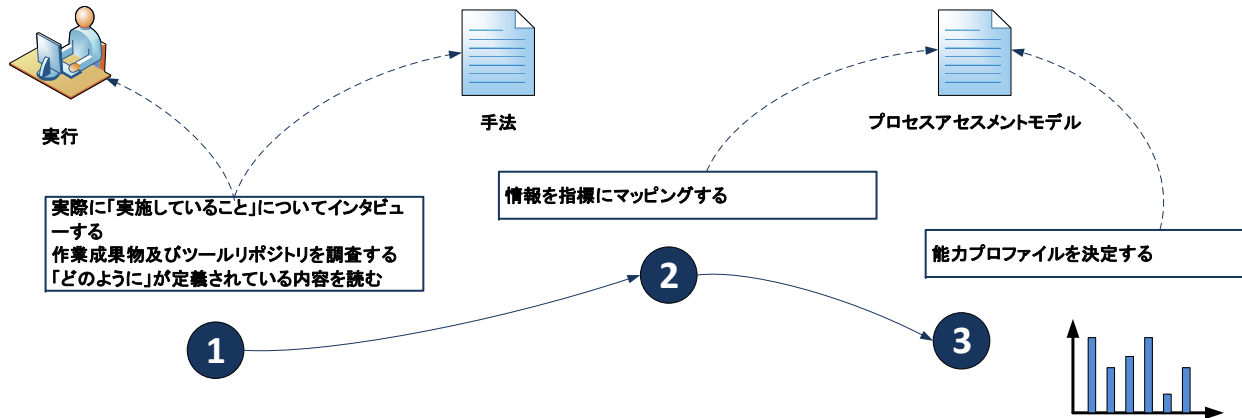 実行
手法
プロセスアセスメントモデル
実際に「実施していること」についてインタビュ
ーする
作業成果物及びツールリポジトリを調査する
「どのように」が定義されている内容を読む
情報を指標にマッピングする
能力プロファイルを決定する
1
2
3